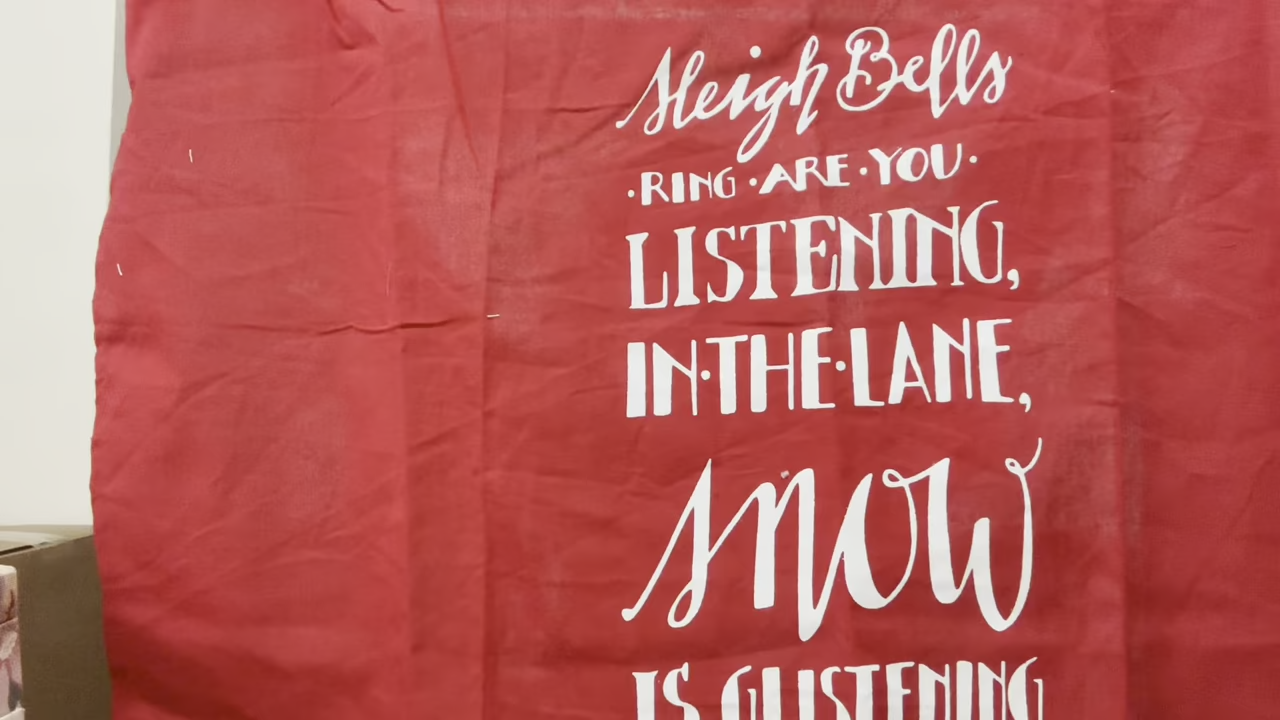 Sleigh Bells
·RING·ARE·YOU·
LISTENING,
IN·THE·LANE,
snow
IS GLISTENING